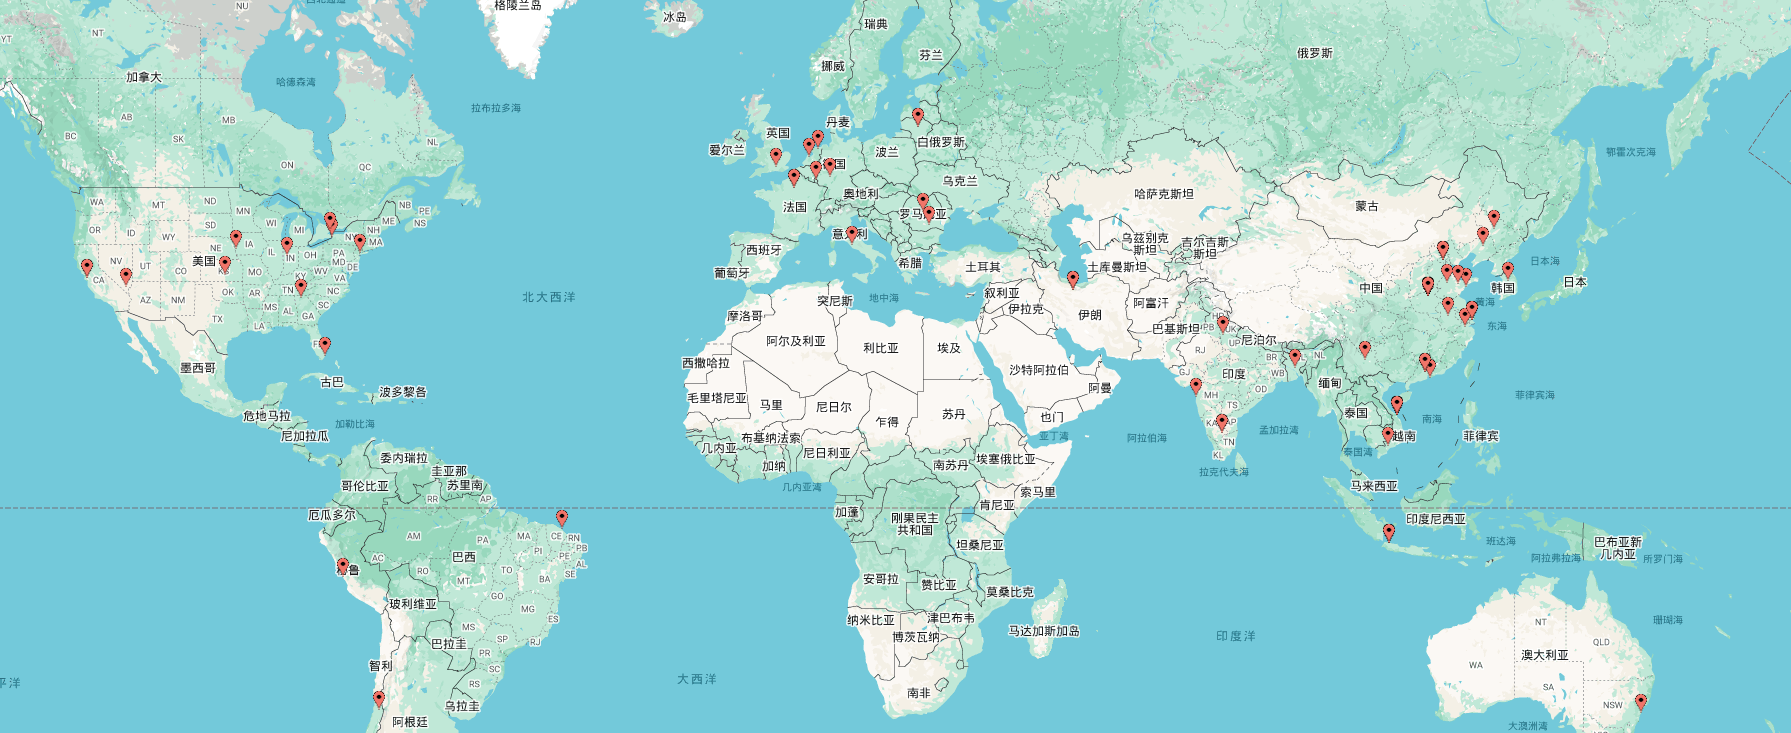 格陵兰岛
冰岛
瑞典
芬兰
挪威
俄罗斯
NU
NT
YT
加拿大
哈德森湾
拉布拉多海
BC
AB
SK
MB
ON
QC
NL
NB
PE
NS
丹麦
英国
爱尔兰
白俄罗斯
波兰
国
乌克兰
奥地利
法国
哈萨克斯坦
蒙古
鄂霍次克海
WA
OR
ID
MT
ND
SD
WY
NE
MN
IA
WI
MI
IL
IN
OH
PA
MD
DE
ME
NH
MA
NV
UT
CO
美国
MO
KY
WV
VA
CA
AZ
NM
OK
AR
TN
NC
SC
MS
AL
GA
LA
TX
西班牙
葡萄牙
希腊
土耳其
乌兹别克
斯坦
吉尔吉斯
斯坦
土库曼斯坦
中国
韩国
日本海
日本
黄海
东海
北大西洋
突尼斯
地中海
摩洛哥
叙利亚
伊拉克
伊朗
阿富汗
巴基斯坦
PB
UK
尼泊尔
RJ
UP
BR
NL
阿尔及利亚
利比亚
埃及
西撒哈拉
沙特阿拉伯
阿曼
GJ
印度
WB
OD
MH
TS
TN
KL
缅甸
墨西哥
古巴
波多黎各
危地马拉
加勒比海
尼加拉瓜
毛里塔尼亚
马里
尼日尔
乍得
苏丹
也门
亚丁湾
阿拉伯海
孟加拉湾
泰国
南海
菲律宾海
越南
菲律宾
泰国湾
拉克代夫海
几内亚
布基纳法索
加纳
尼日利亚
南苏丹
埃塞俄比亚
索马里
几内亚湾
委内瑞拉
圭亚那
苏里南
哥伦比亚
RR
AP
厄瓜多尔
马来西亚
加蓬
刚果民主
共和国
肯尼亚
坦桑尼亚
印度尼西亚
班达海
阿拉弗拉海
巴布亚新
几内亚
所罗门海
AM
PA
MA
CE
RN
PB
PE
AL
SE
PI
AC
RO
巴西
TO
BA
MT
GO
MG
ES
MS
SP
RJ
PR
SC
RS
鲁
玻利维亚
巴拉圭
智利
乌拉圭
阿根廷
安哥拉
赞比亚
莫桑比克
纳米比亚
津巴布韦
博茨瓦纳
马达加斯加岛
南非
大西洋
印度洋
平洋
珊瑚海
NT
QLD
WA
澳大利亚
SA
NSW
大澳洲湾